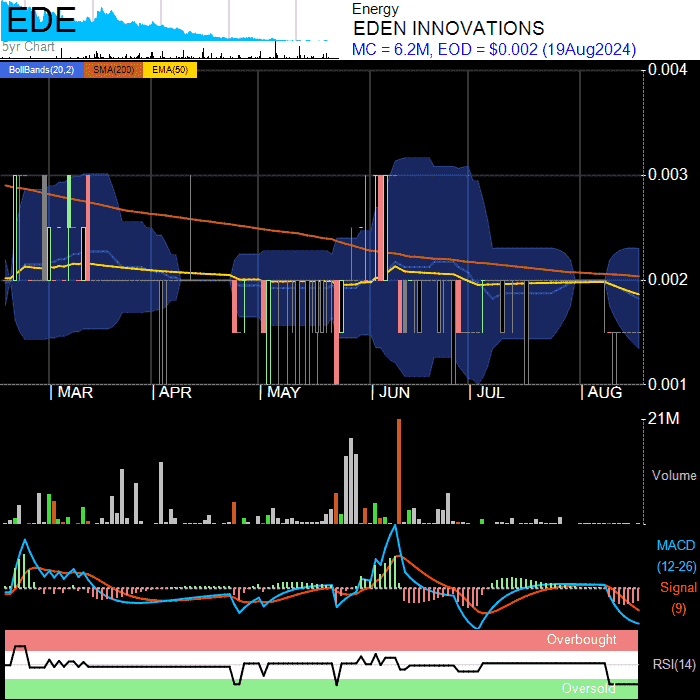 EDE
5yr Chart
Energy
EDEN INNOVATIONS
MC = 6.2M, EOD = $0.002 (19Aug2024)
BollBands(20,2) SMA(200) EMA(50)
0.004
0.003
0.002
0.001
MAR APR MAY JUN JUL AUG
21M
Volume
MACD
(12-26)
Signal
(9)
Overbought
RSI(14)
Oversold